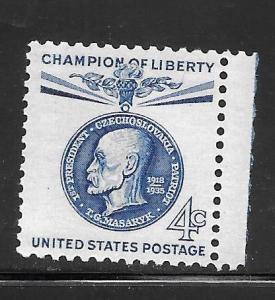 CHAMPION OF LIBERTY
1ST PRESIDENT · CZECHOSLOVAKIA · PATRIOT
1918-
1935
T.G. MASARYK
4c
UNITED STATES POSTAGE